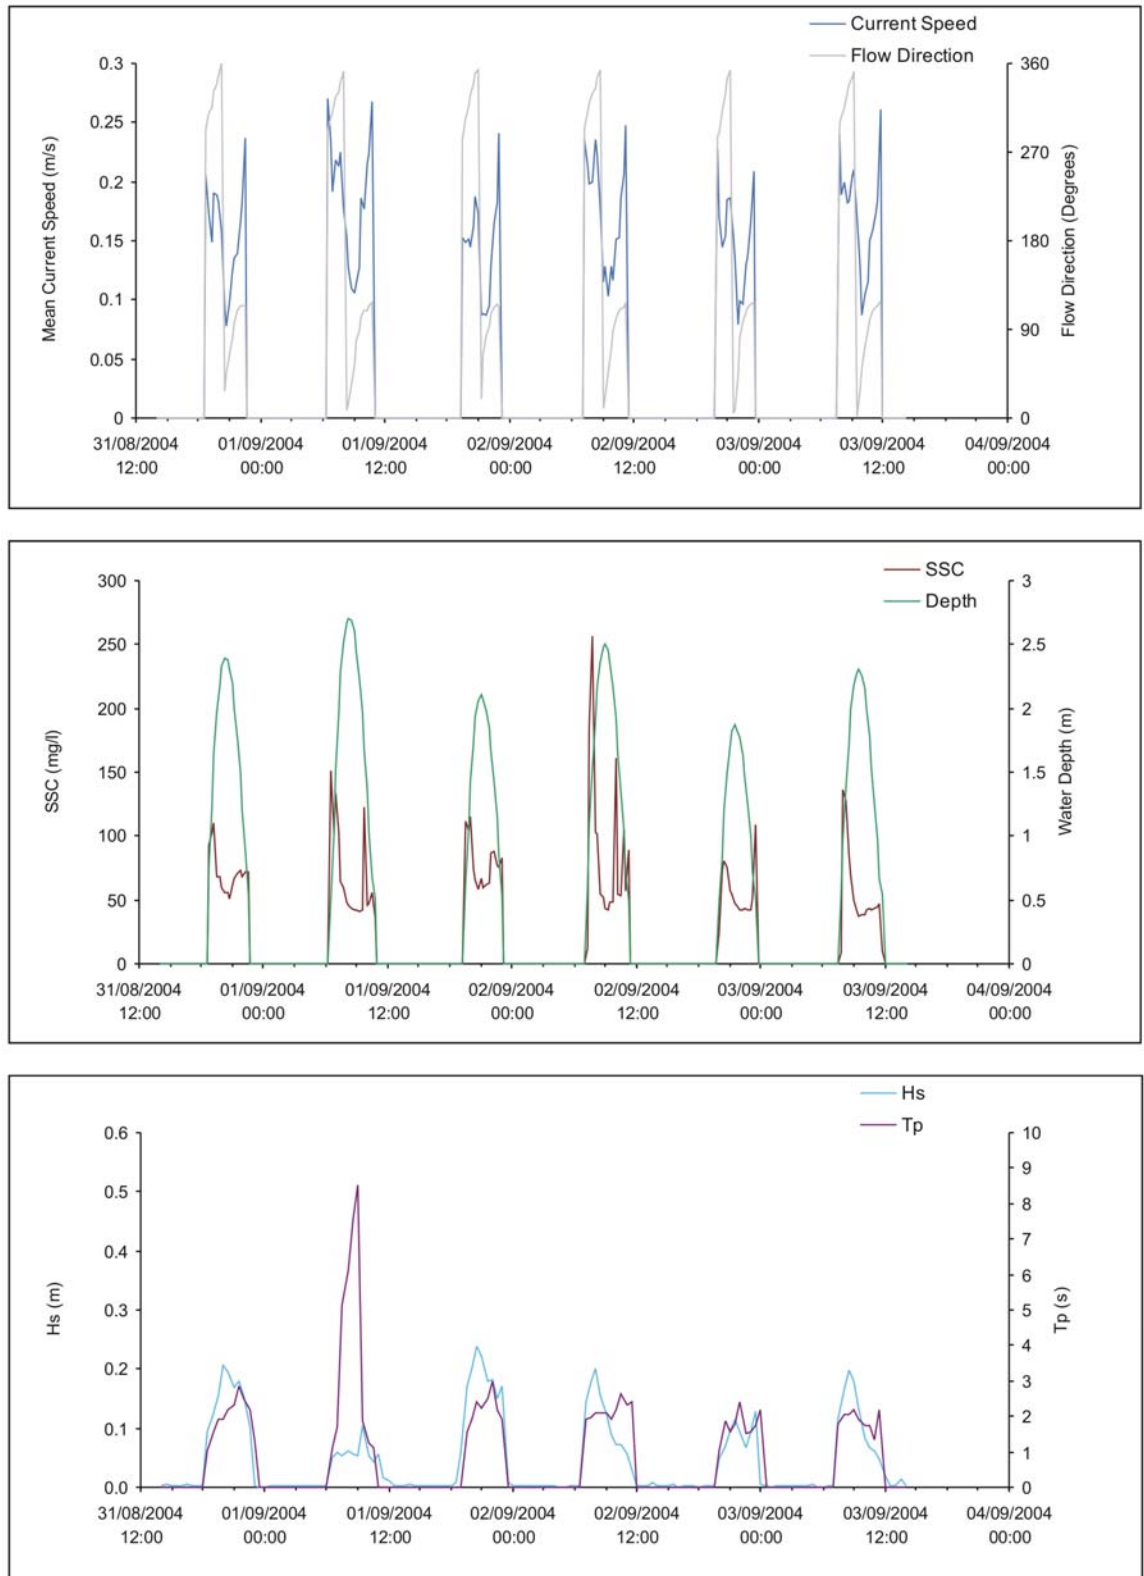 Current Speed
Flow Direction
0.3
0.25
0.2
0.15
0.1
0.05
0
Mean Current Speed (m/s)
360
270
180
90
0
Flow Direction (Degrees)
31/08/2004 01/09/2004 01/09/2004 02/09/2004 02/09/2004 03/09/2004 03/09/2004 04/09/2004
12:00 00:00 12:00 00:00 12:00 00:00 12:00 00:00
SSC
Depth
300
250
200
150
100
50
0
SSC (mg/l)
3
2.5
2
1.5
1
0.5
0
Water Depth (m)
31/08/2004 01/09/2004 01/09/2004 02/09/2004 02/09/2004 03/09/2004 03/09/2004 04/09/2004
12:00 00:00 12:00 00:00 12:00 00:00 12:00 00:00
Hs
Tp
0.6
0.5
0.4
0.3
0.2
0.1
0.0
Hs (m)
10
9
8
7
6
5
4
3
2
1
0
Tp (s)
31/08/2004 01/09/2004 01/09/2004 02/09/2004 02/09/2004 03/09/2004 03/09/2004 04/09/2004
12:00 00:00 12:00 00:00 12:00 00:00 12:00 00:00